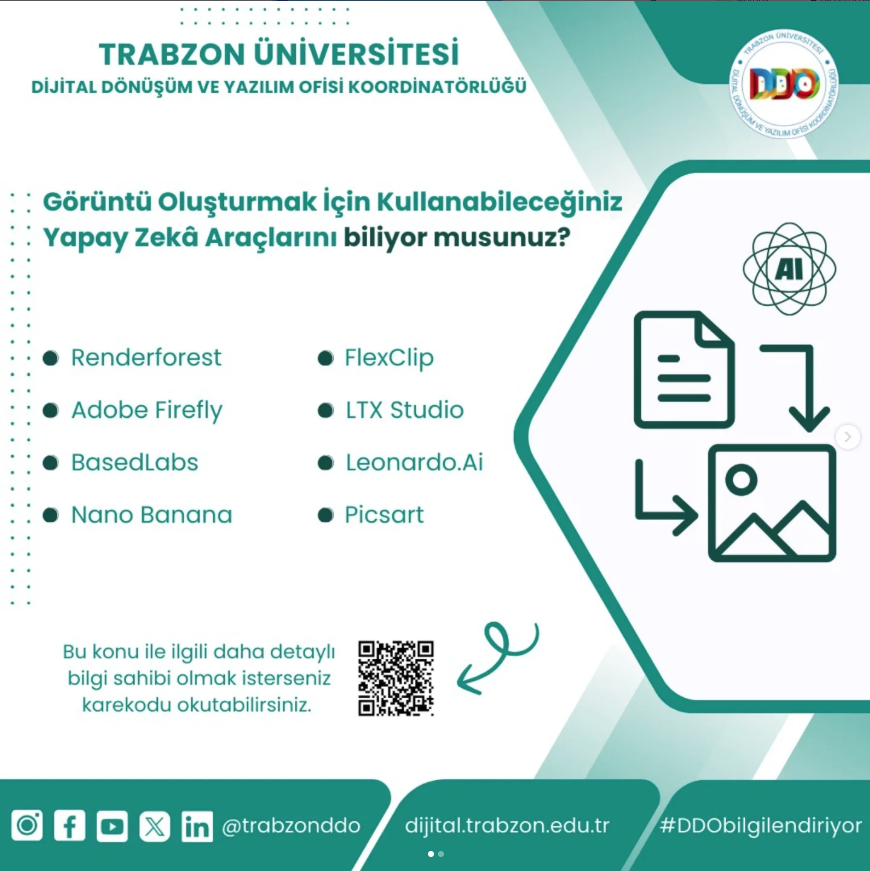 TRABZON ÜNİVERSİTESİ
DİJİTAL DÖNÜŞÜM VE YAZILIM OFİSİ KOORDİNATÖRLÜĞÜ
TRABZON ÜNİVERSİTESİ
DDO
DİJİTAL DÖNÜŞÜM VE YAZILIM OFİSİ KOORDİNATÖRLÜĞÜ
Görüntü Oluşturmak İçin Kullanabileceğiniz
Yapay Zekâ Araçlarını biliyor musunuz?
AI
Renderforest
Adobe Firefly
BasedLabs
Nano Banana
FlexClip
LTX Studio
Leonardo.Ai
Picsart
Bu konu ile ilgili daha detaylı
bilgi sahibi olmak isterseniz
karekodu okutabilirsiniz.
@trabzonddo
dijital.trabzon.edu.tr
#DDObilgilendiriyor